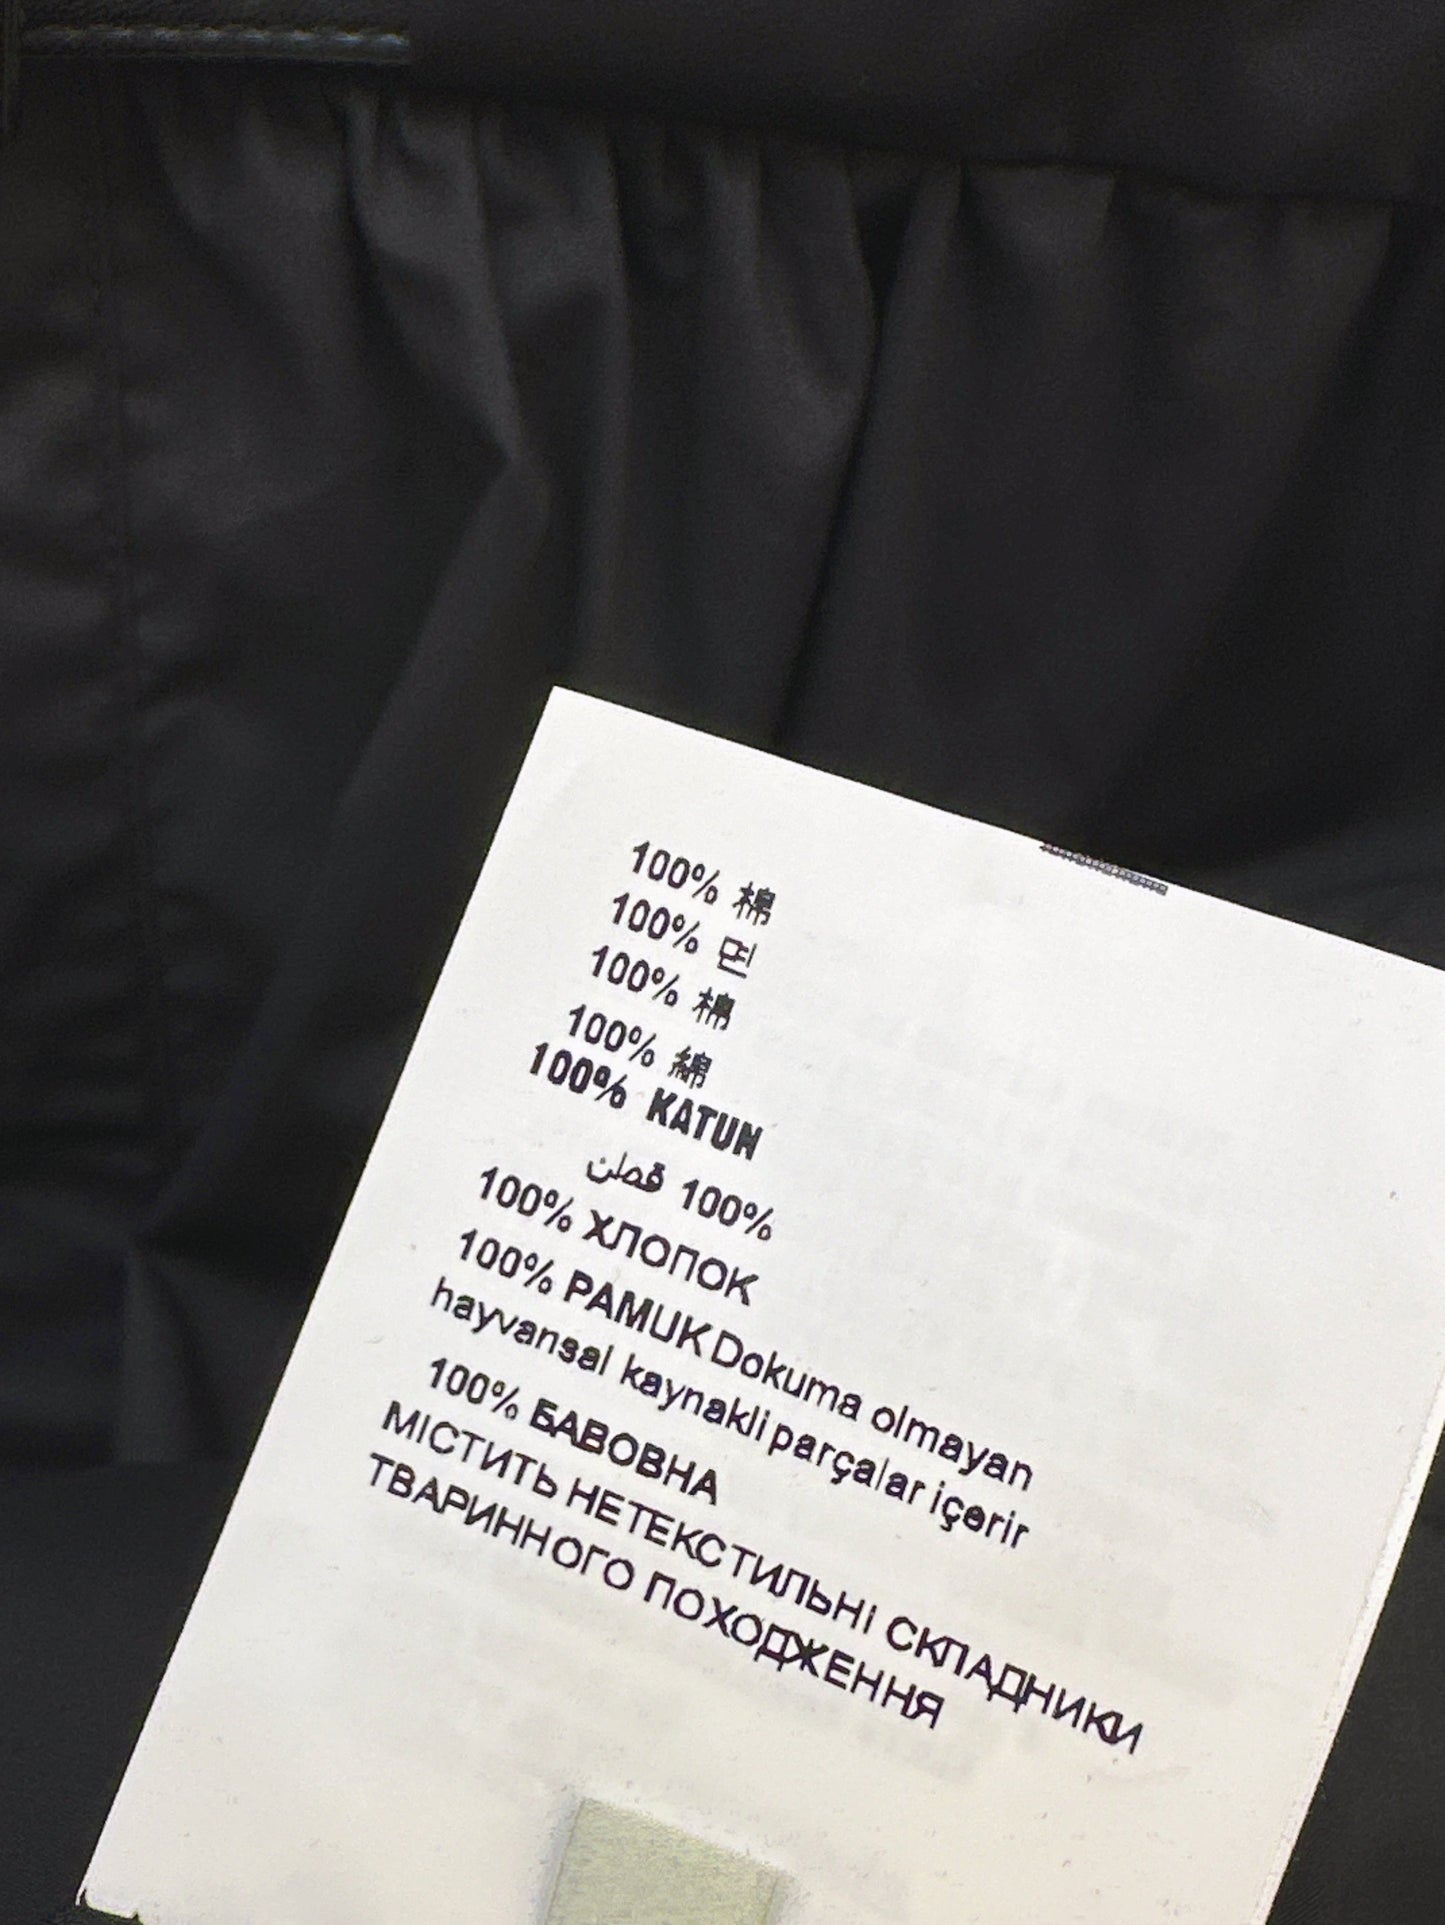 100% 棉
100% 면
100% 棉
100% 綿
100% KATUN
100% قطن
100% ХЛОПОК
100% PAMUK Dokuma olmayan
hayvansal kaynakli parçalar içerir
100% БАВОВНА
МІСТИТЬ НЕТЕКСТИЛЬНІ СКЛАДНИКИ
ТВАРИННОГО ПОХОДЖЕННЯ